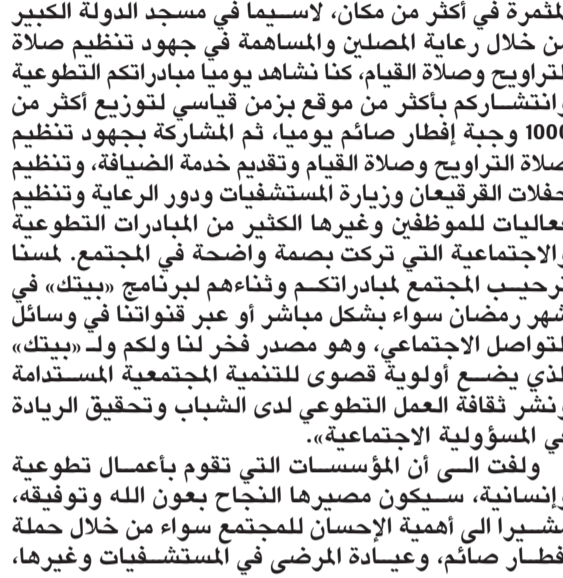 المثمرة في أكثر من مكان، لاسيما في مسجد الدولة الكبير
من خلال رعاية المصلين والمساهمة في جهود تنظيم صلاة
التراويح وصلاة القيام، كنا نشاهد يوميا مبادراتكم التطوعية
وانتشاركم بأكثر من موقع بزمن قياسي لتوزيع أكثر من
1000 وجبة إفطار صائم يوميا، ثم المشاركة بجهود تنظيم
صلاة التراويح وصلاة القيام وتقديم خدمة الضيافة، وتنظيم
حفلات القرقيعان وزيارة المستشفيات ودور الرعاية وتنظيم
فعاليات للموظفين وغيرها الكثير من المبادرات التطوعية
والاجتماعية التي تركت بصمة واضحة في المجتمع. لمسنا
ترحيب المجتمع لمبادراتكم وثناءهم لبرنامج «بيتك» في
شهر رمضان سواء بشكل مباشر أو عبر قنواتنا في وسائل
التواصل الاجتماعي، وهو مصدر فخر لنا ولكم ولـ «بيتك»
الذي يضع أولوية قصوى للتنمية المجتمعية المستدامة
ونشر ثقافة العمل التطوعي لدى الشباب وتحقيق الريادة
في المسؤولية الاجتماعية».
ولفت الى أن المؤسسات التي تقوم بأعمال تطوعية
وإنسانية، سيكون مصيرها النجاح بعون الله وتوفيقه،
مشيرا الى أهمية الإحسان للمجتمع سواء من خلال حملة
إفطار صائم، وعيادة المرضى في المستشفيات وغيرها،